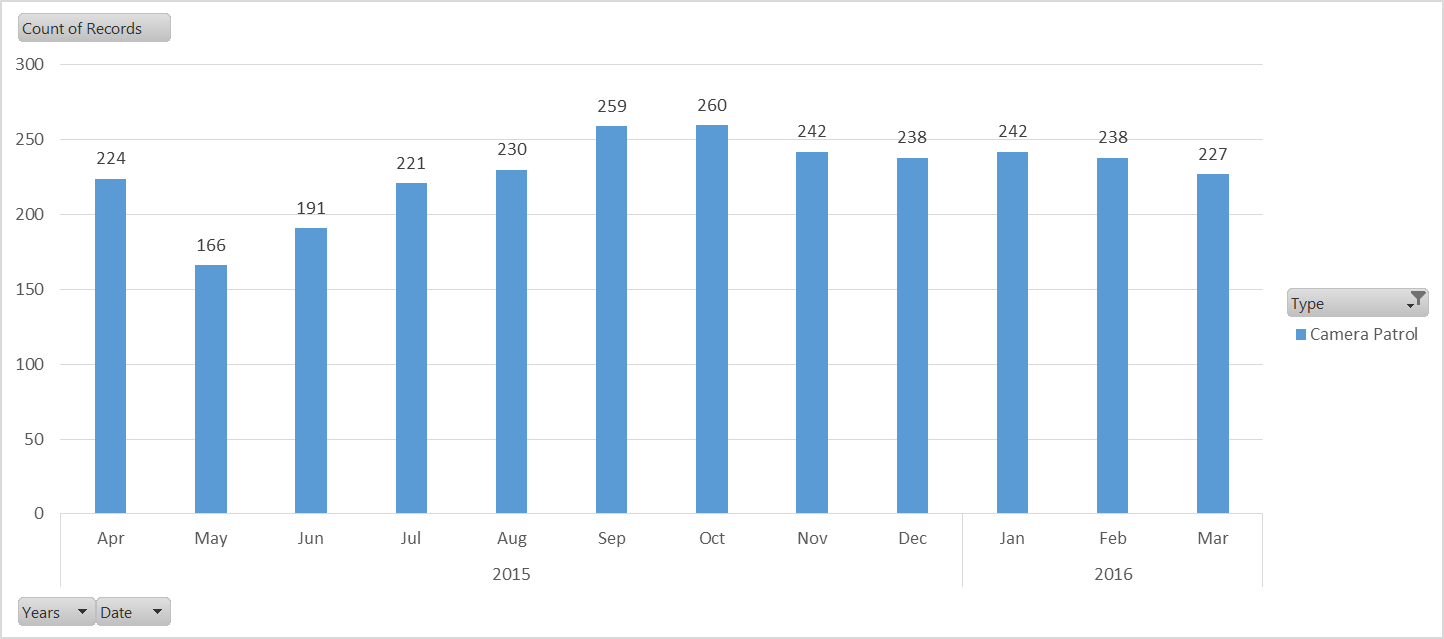 Count of Records
300
259 260
250
242 238 242 238
224 221 230 227
200
191
166
150
Type
Camera Patrol
100
50
0
Apr May Jun Jul Aug Sep Oct Nov Dec Jan Feb Mar
2015 2016
Years Date